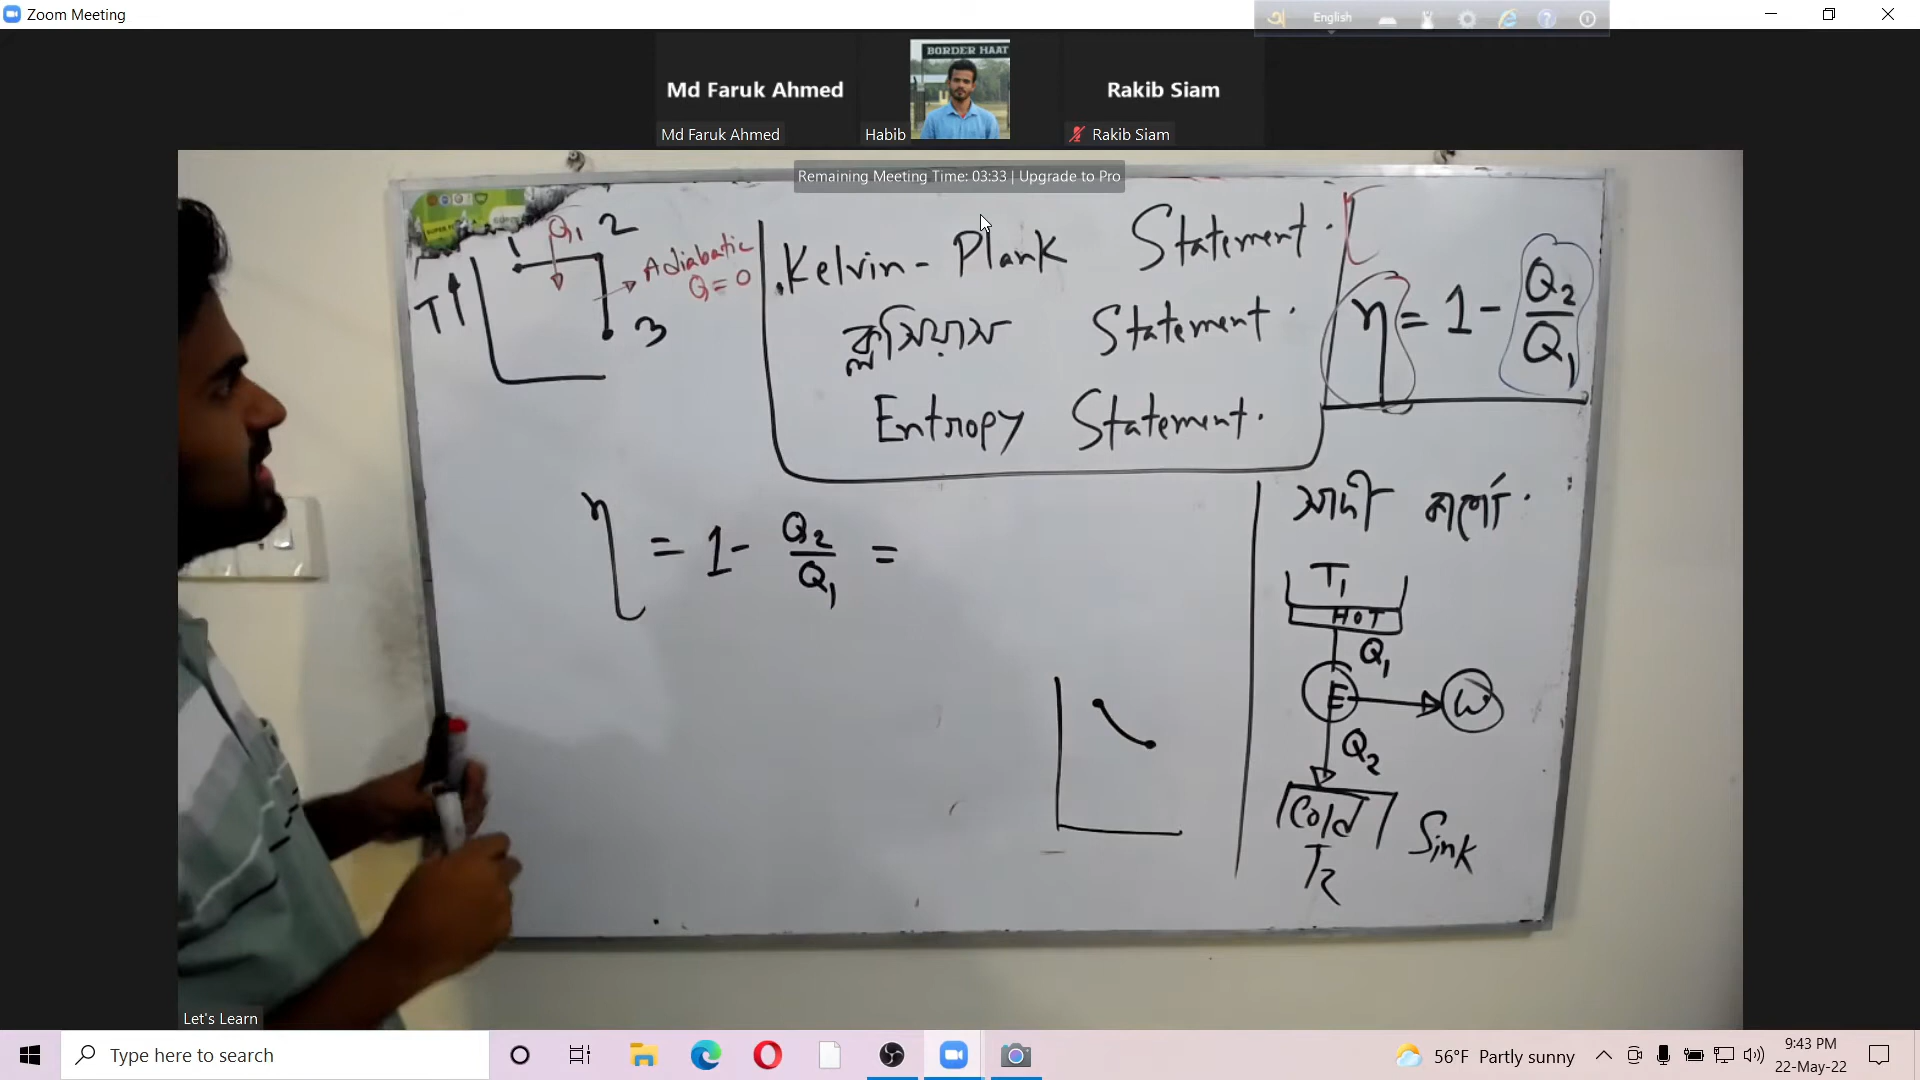 Zoom Meeting
English
Md Faruk Ahmed
BORDER HAAT
Rakib Siam
Md Faruk Ahmed
Habib
Rakib Siam
Remaining Meeting Time: 03:33 | Upgrade to Pro
Q1
1 2
Adiabatic
Q = 0
T
3
Kelvin - Plank Statement.
ক্লসিয়াস Statement.
Entropy Statement.
η = 1 - Q2/Q1
η = 1 - Q2/Q1 =
সাদী কার্ণো.
T1
HOT
Q1
E
W
Q2
Cold
Sink
T2
Let's Learn
Type here to search
56°F Partly sunny
9:43 PM
22-May-22